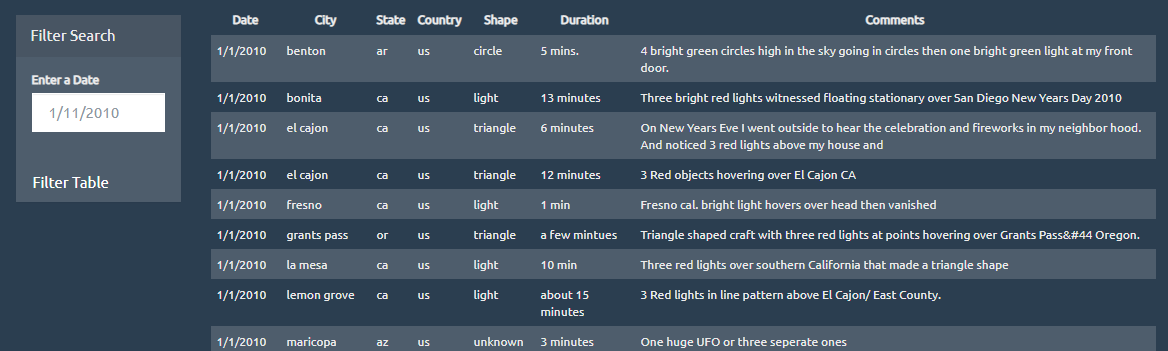 Filter Search
Enter a Date
1/11/2010
Filter Table
Date City State Country Shape Duration Comments
1/1/2010 benton ar us circle 5 mins. 4 bright green circles high in the sky going in circles then one bright green light at my front
door.
1/1/2010 bonita ca us light 13 minutes Three bright red lights witnessed floating stationary over San Diego New Years Day 2010
1/1/2010 el cajon ca us triangle 6 minutes On New Years Eve I went outside to hear the celebration and fireworks in my neighbor hood.
And noticed 3 red lights above my house and
1/1/2010 el cajon ca us triangle 12 minutes 3 Red objects hovering over El Cajon CA
1/1/2010 fresno ca us light 1 min Fresno cal. bright light hovers over head then vanished
1/1/2010 grants pass or us triangle a few mintues Triangle shaped craft with three red lights at points hovering over Grants Pass&#44 Oregon.
1/1/2010 la mesa ca us light 10 min Three red lights over southern California that made a triangle shape
1/1/2010 lemon grove ca us light about 15 3 Red lights in line pattern above El Cajon/ East County.
minutes
1/1/2010 maricopa az us unknown 3 minutes One huge UFO or three seperate ones